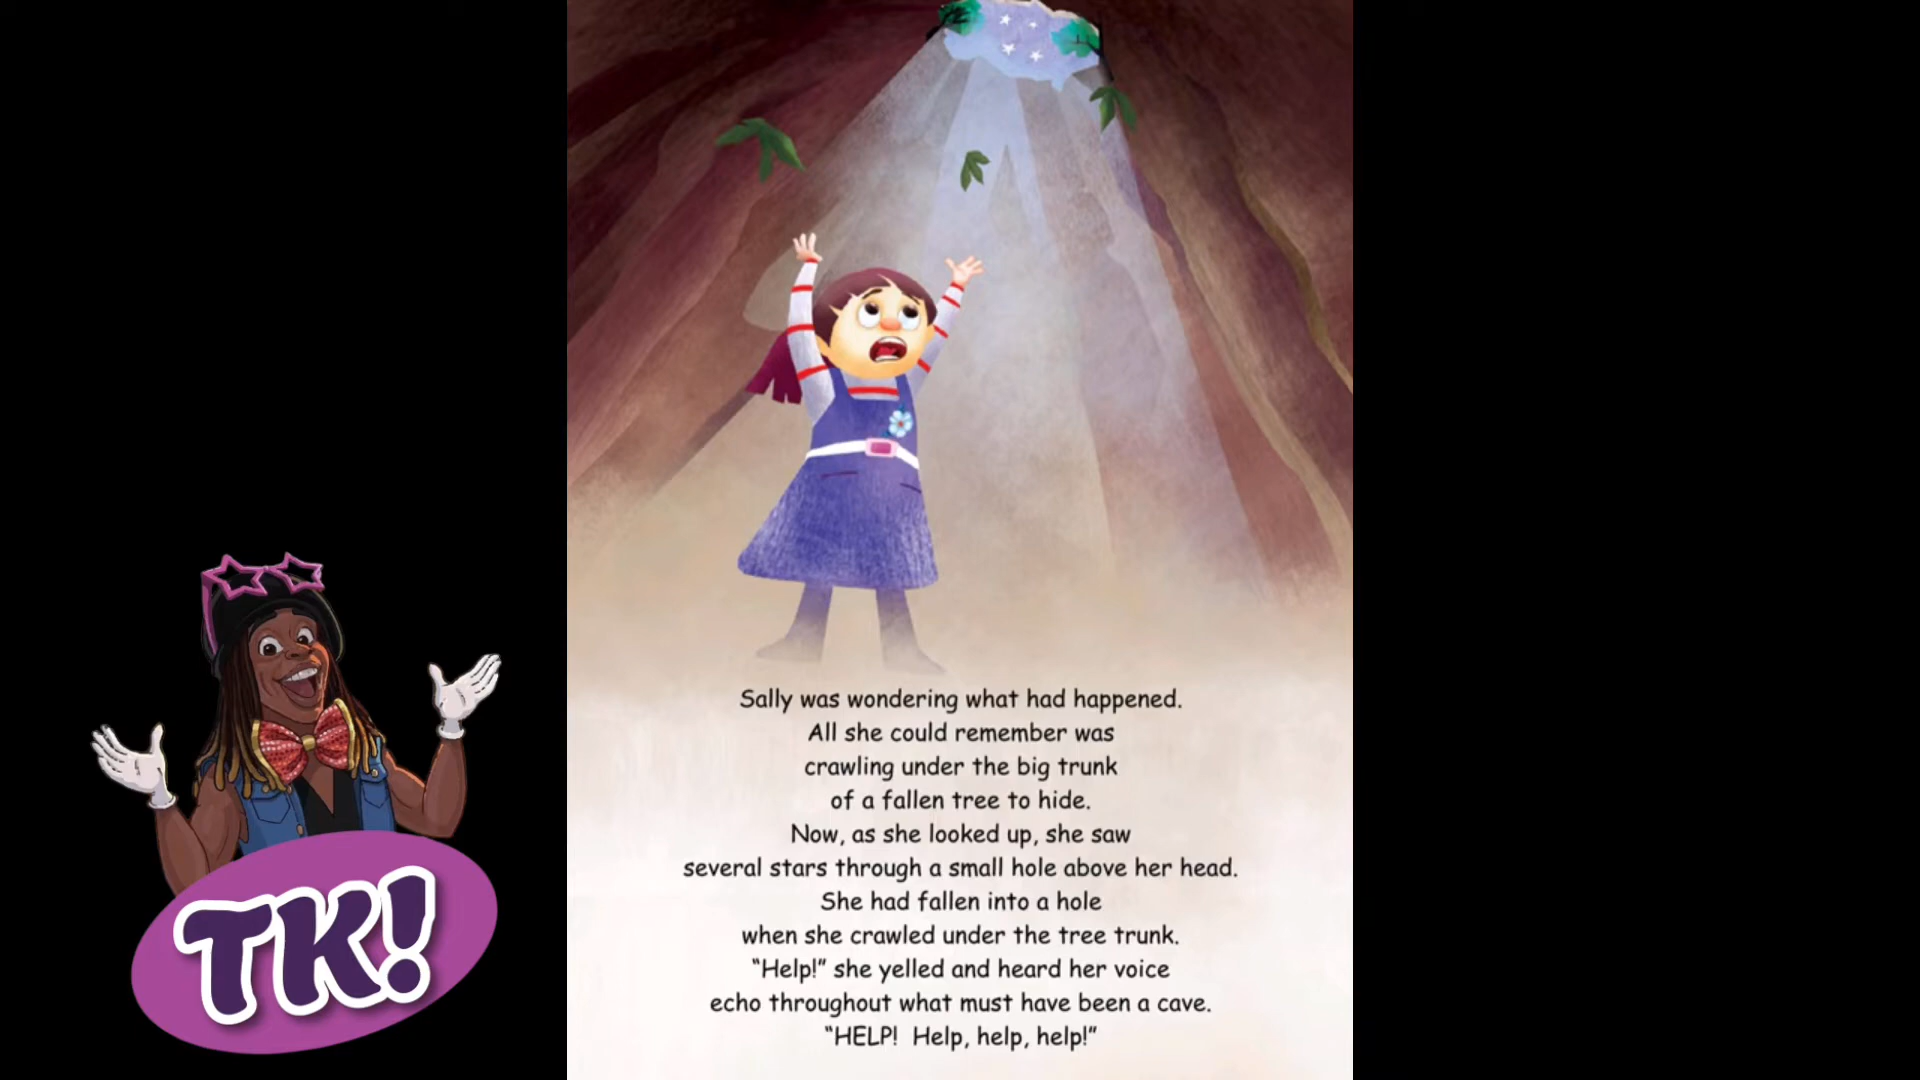 Sally was wondering what had happened.
All she could remember was
crawling under the big trunk
of a fallen tree to hide.
Now, as she looked up, she saw
several stars through a small hole above her head.
She had fallen into a hole
when she crawled under the tree trunk.
“Help!” she yelled and heard her voice
echo throughout what must have been a cave.
“HELP!  Help, help, help!”
TK!